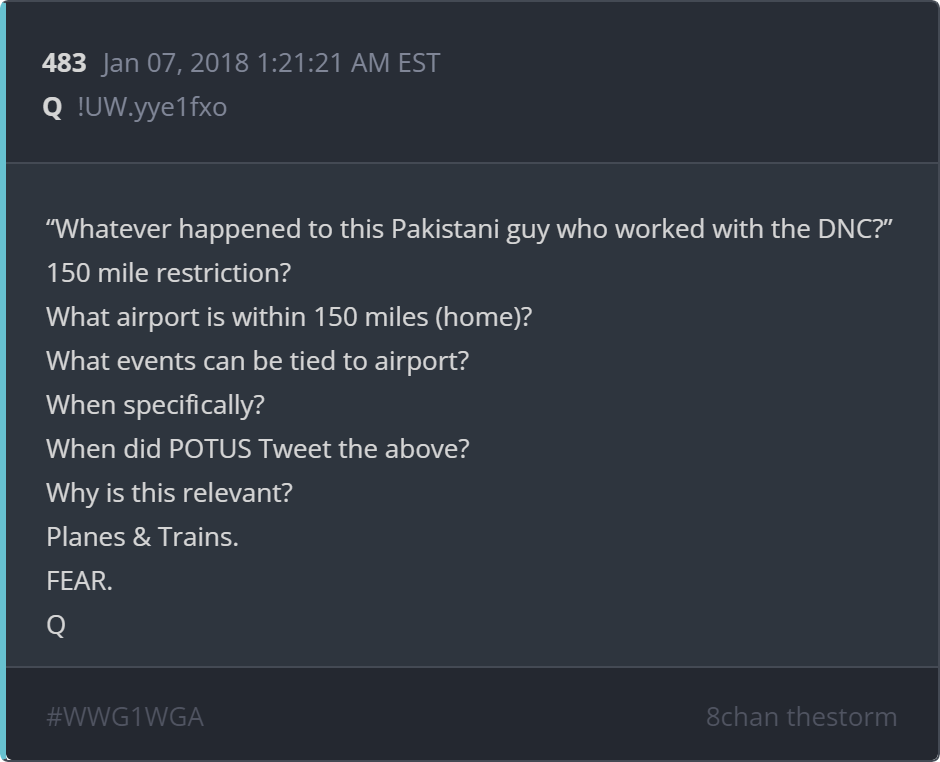 483 Jan 07, 2018 1:21:21 AM EST
Q !UW.yye1fxo
“Whatever happened to this Pakistani guy who worked with the DNC?”
150 mile restriction?
What airport is within 150 miles (home)?
What events can be tied to airport?
When specifically?
When did POTUS Tweet the above?
Why is this relevant?
Planes & Trains.
FEAR.
Q
#WWG1WGA 8chan thestorm